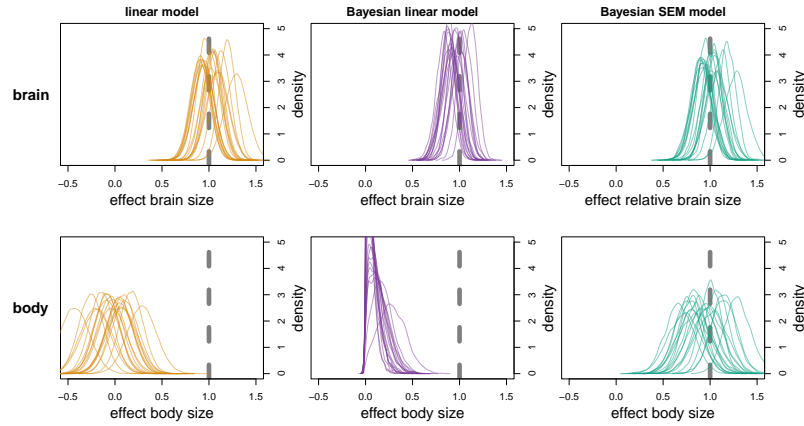 linear model
Bayesian linear model
Bayesian SEM model
brain
0 1 2 3 4 5
density
0 1 2 3 4 5
density
0 1 2 3 4 5
density
−0.5 0.0 0.5 1.0 1.5
−0.5 0.0 0.5 1.0 1.5
−0.5 0.0 0.5 1.0 1.5
effect brain size
effect brain size
effect relative brain size
body
0 1 2 3 4 5
density
0 1 2 3 4 5
density
0 1 2 3 4 5
density
−0.5 0.0 0.5 1.0 1.5
−0.5 0.0 0.5 1.0 1.5
−0.5 0.0 0.5 1.0 1.5
effect body size
effect body size
effect body size